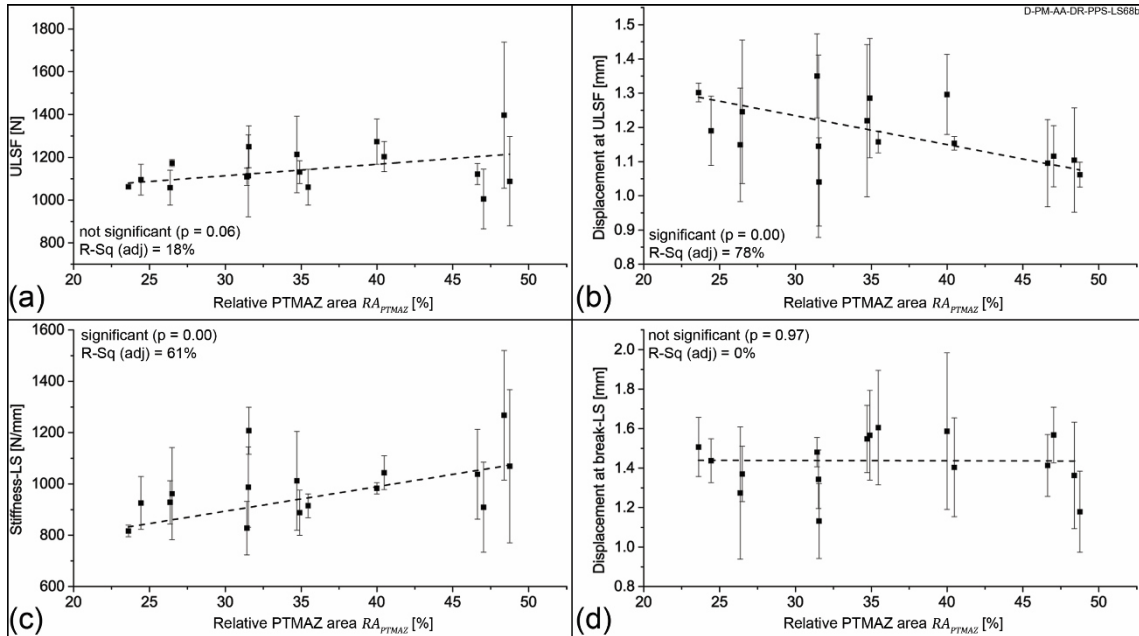 D-PM-AA-DR-PPS-LS68b
ULSF [N]
1800
1600
1400
1200
1000
800
not significant (p = 0.06)
R-Sq (adj) = 18%
20 25 30 35 40 45 50
(a)
Relative PTMAZ area RA_PTMAZ [%]
Displacement at ULSF [mm]
1.5
1.4
1.3
1.2
1.1
1.0
0.9
0.8
significant (p = 0.00)
R-Sq (adj) = 78%
20 25 30 35 40 45 50
(b)
Relative PTMAZ area RA_PTMAZ [%]
Stiffness-LS [N/mm]
1600
1400
1200
1000
800
600
significant (p = 0.00)
R-Sq (adj) = 61%
20 25 30 35 40 45 50
(c)
Relative PTMAZ area RA_PTMAZ [%]
Displacement at break-LS [mm]
2.0
1.8
1.6
1.4
1.2
1.0
0.8
not significant (p = 0.97)
R-Sq (adj) = 0%
20 25 30 35 40 45 50
(d)
Relative PTMAZ area RA_PTMAZ [%]